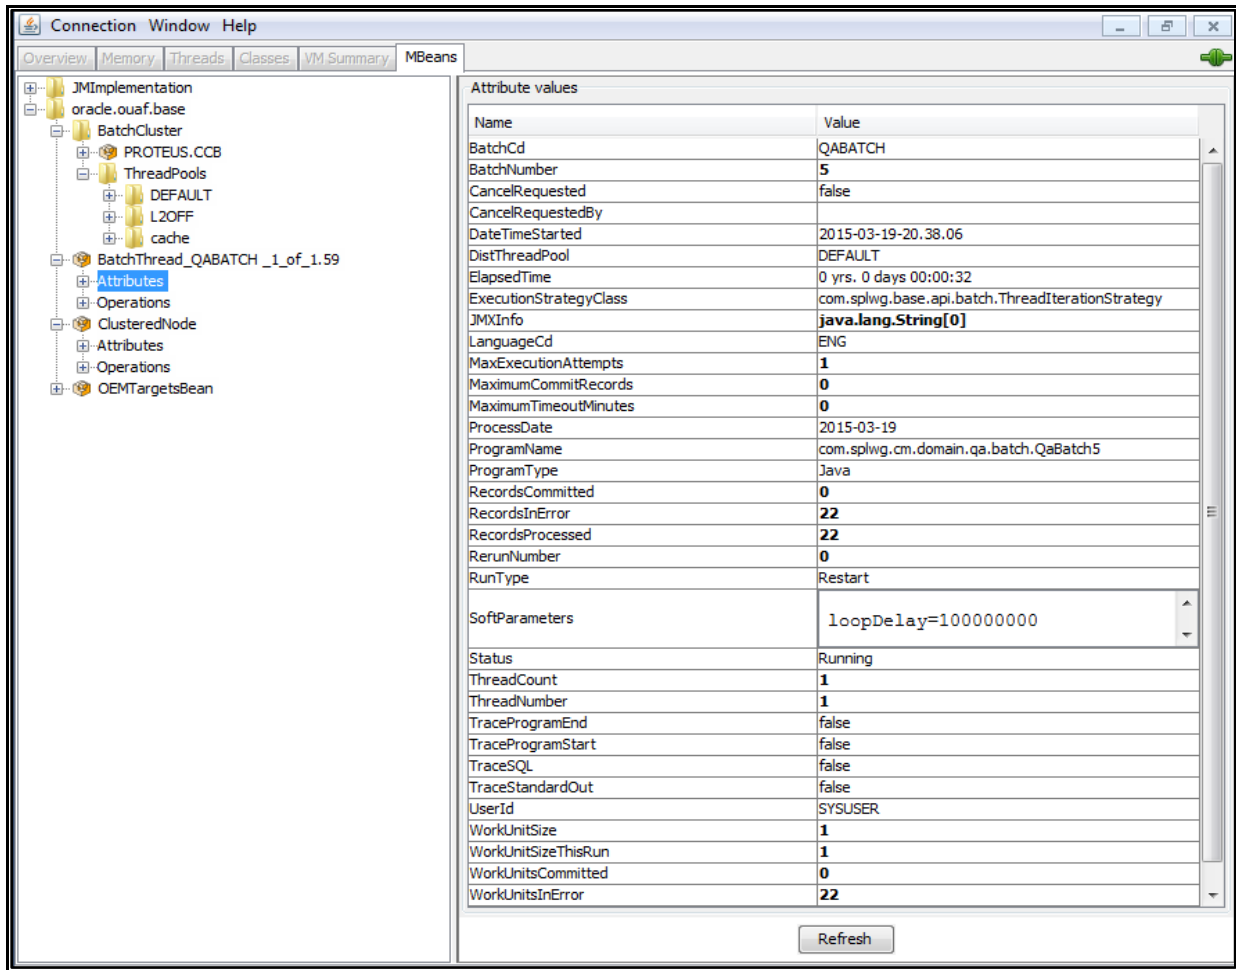 Connection Window Help
Overview Memory Threads Classes VM Summary MBeans
JMImplementation
oracle.ouaf.base
BatchCluster
PROTEUS.CCB
ThreadPools
DEFAULT
L2OFF
cache
BatchThread_QABATCH _1_of_1.59
Attributes
Operations
ClusteredNode
Attributes
Operations
OEMTargetsBean
Attribute values
Name Value
BatchCd QABATCH
BatchNumber 5
CancelRequested false
CancelRequestedBy
DateTimeStarted 2015-03-19-20.38.06
DistThreadPool DEFAULT
ElapsedTime 0 yrs. 0 days 00:00:32
ExecutionStrategyClass com.splwg.base.api.batch.ThreadIterationStrategy
JMXInfo java.lang.String[0]
LanguageCd ENG
MaxExecutionAttempts 1
MaximumCommitRecords 0
MaximumTimeoutMinutes 0
ProcessDate 2015-03-19
ProgramName com.splwg.cm.domain.qa.batch.QaBatch5
ProgramType Java
RecordsCommitted 0
RecordsInError 22
RecordsProcessed 22
RerunNumber 0
RunType Restart
SoftParameters loopDelay=100000000
Status Running
ThreadCount 1
ThreadNumber 1
TraceProgramEnd false
TraceProgramStart false
TraceSQL false
TraceStandardOut false
UserId SYSUSER
WorkUnitSize 1
WorkUnitSizeThisRun 1
WorkUnitsCommitted 0
WorkUnitsInError 22
Refresh